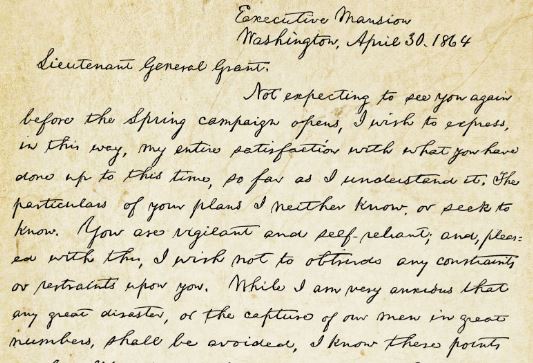 Executive Mansion
Washington, April 30. 1864
Lieutenant General Grant.
Not expecting to see you again
before the Spring campaign opens, I wish to express,
in this way, my entire satisfaction with what you have
done up to this time, so far as I understand it. The
particulars of your plans I neither know, or seek to
know. You are vigilant and self-reliant; and, pleas-
ed with this, I wish not to obtrude any constraints
or restraints upon you. While I am very anxious that
any great disaster, or the capture of our men in great
numbers, shall be avoided, I know these points